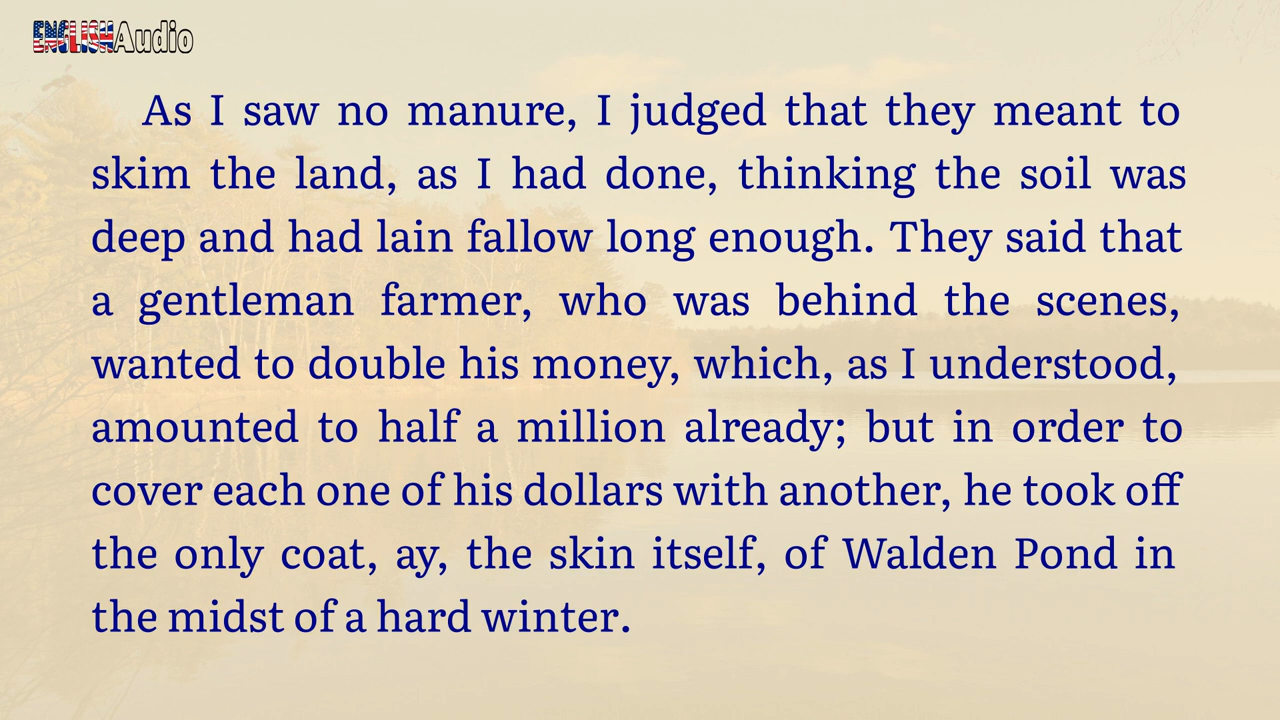 ENGLISHAudio
As I saw no manure, I judged that they meant to
skim the land, as I had done, thinking the soil was
deep and had lain fallow long enough. They said that
a gentleman farmer, who was behind the scenes,
wanted to double his money, which, as I understood,
amounted to half a million already; but in order to
cover each one of his dollars with another, he took off
the only coat, ay, the skin itself, of Walden Pond in
the midst of a hard winter.